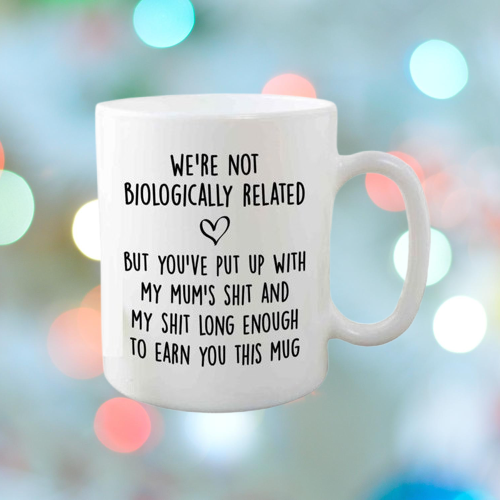 WE'RE NOT
BIOLOGICALLY RELATED
BUT YOU'VE PUT UP WITH
MY MUM'S SHIT AND
MY SHIT LONG ENOUGH
TO EARN YOU THIS MUG